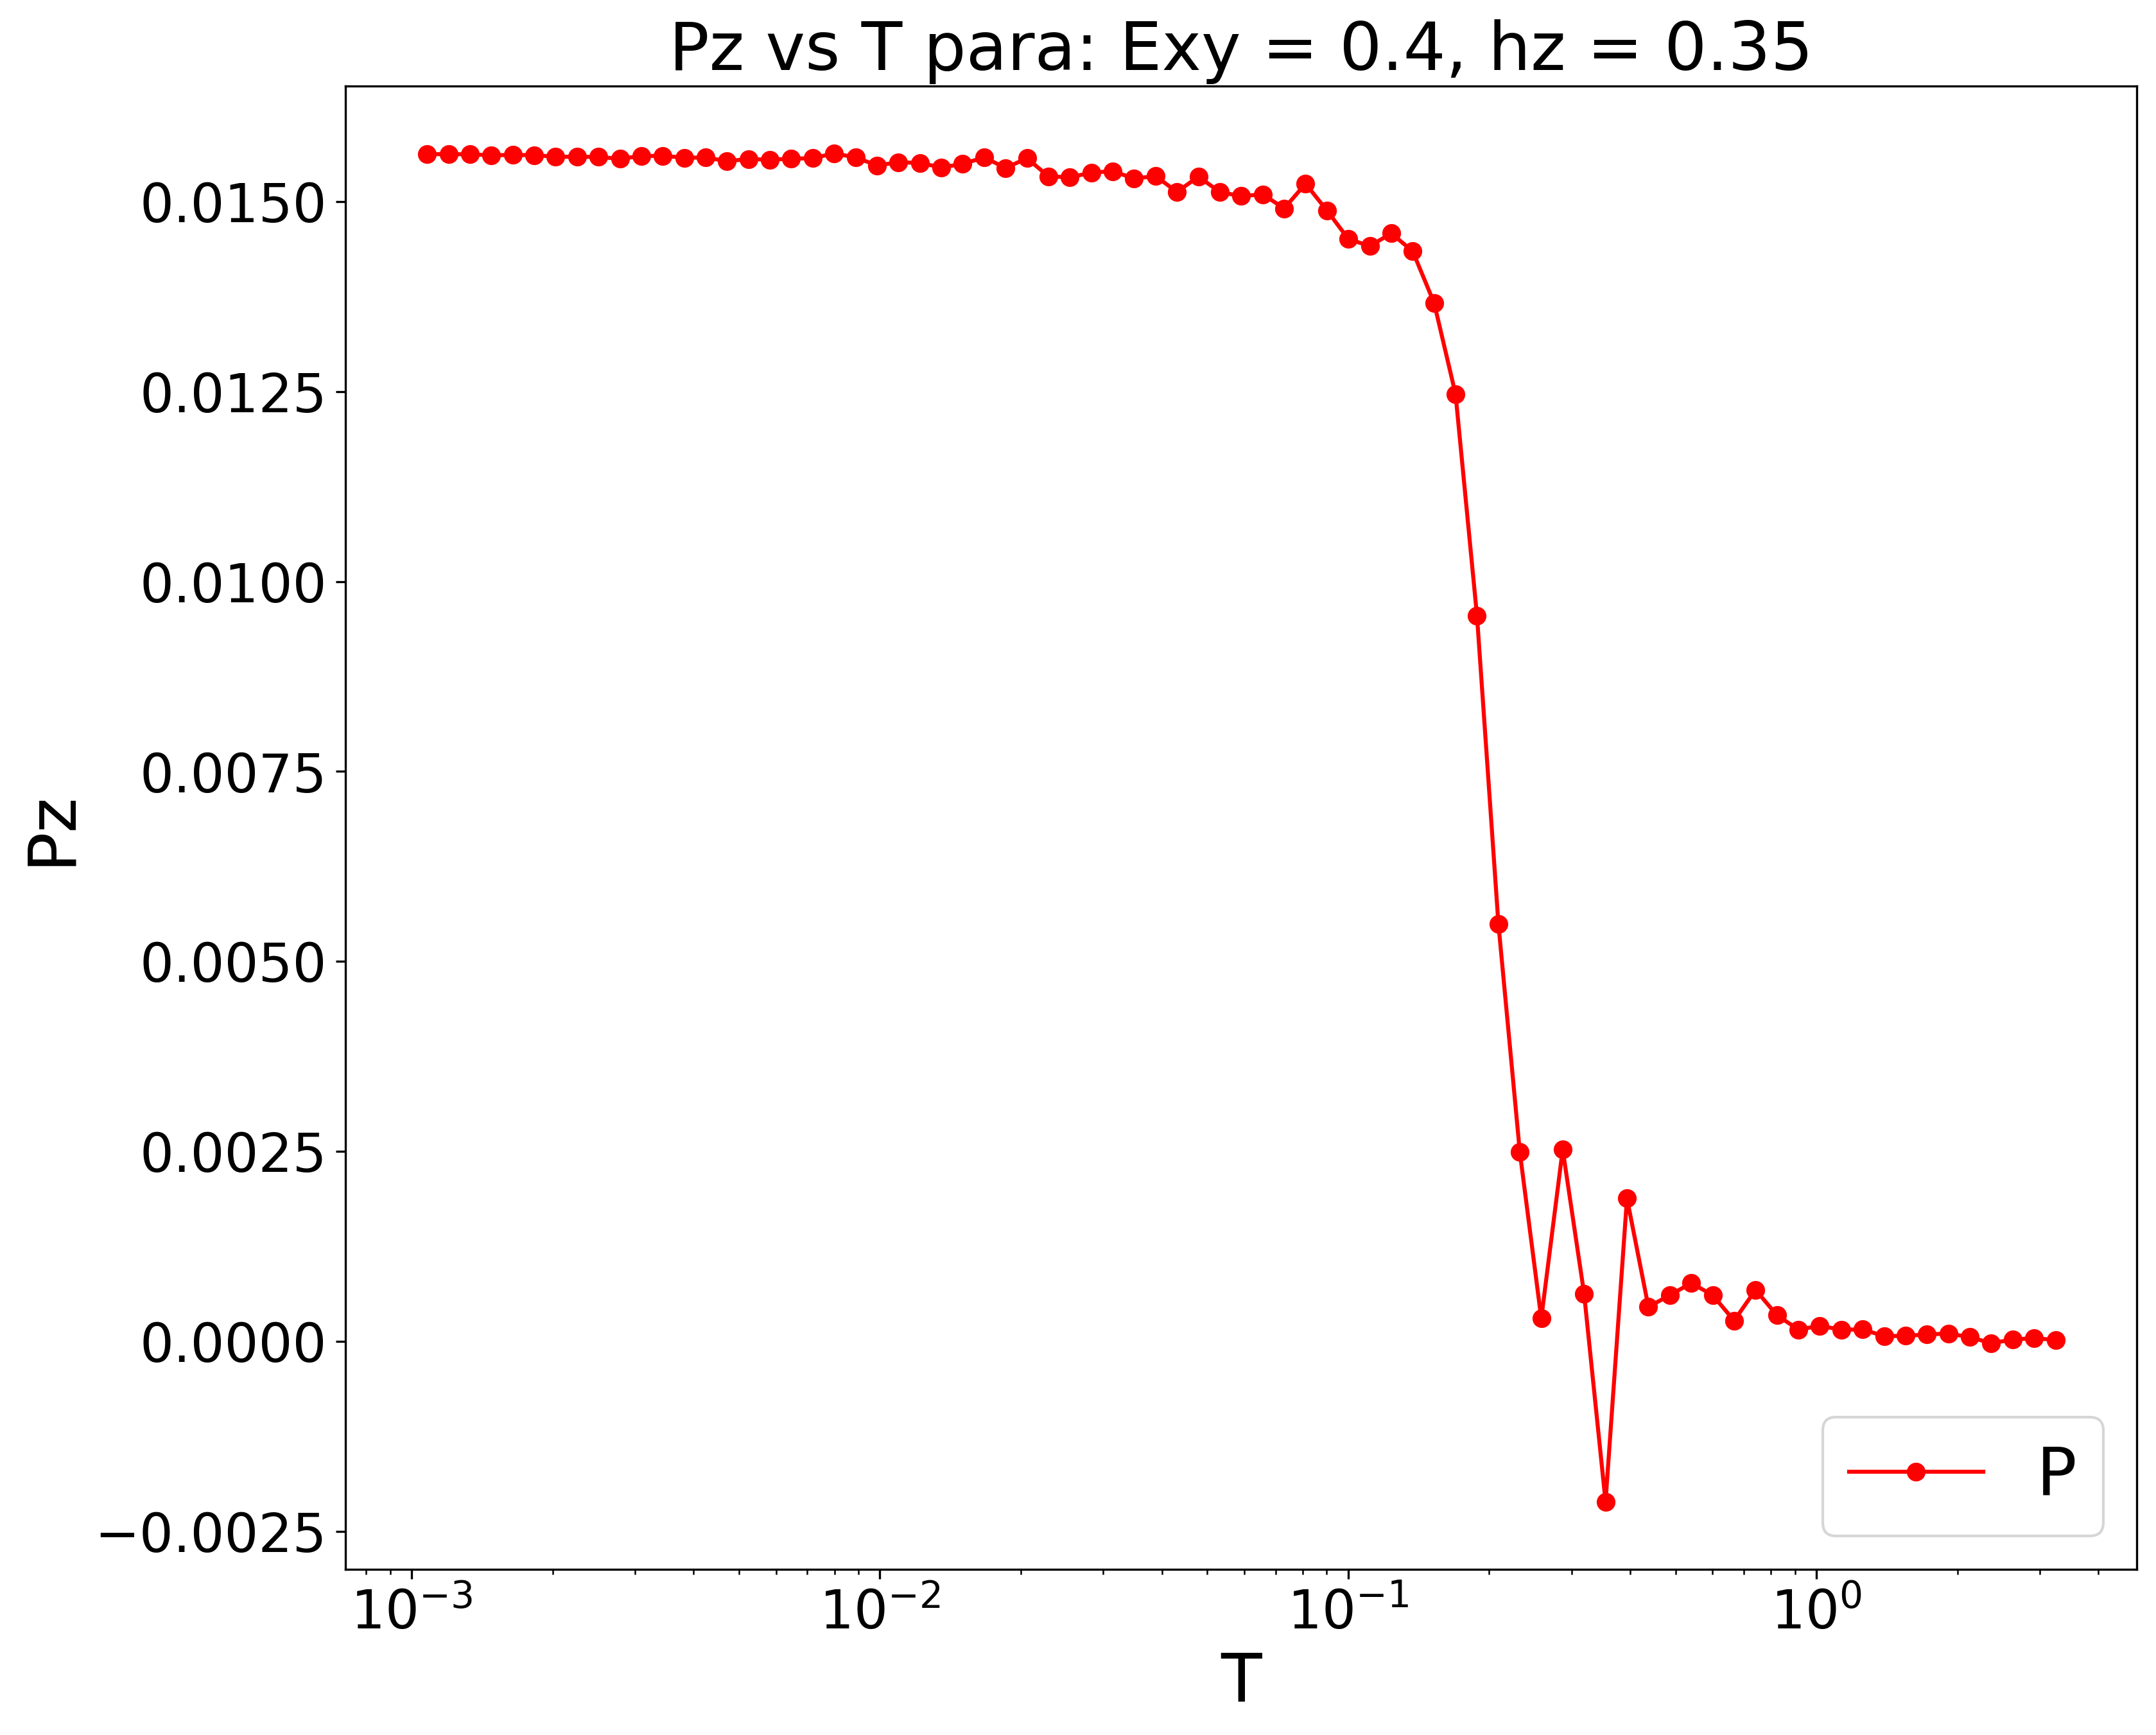 Pz vs T para: Exy = 0.4, hz = 0.35
0.0150
0.0125
0.0100
0.0075
0.0050
0.0025
0.0000
−0.0025
Pz
P
10⁻³ 10⁻² 10⁻¹ 10⁰
T